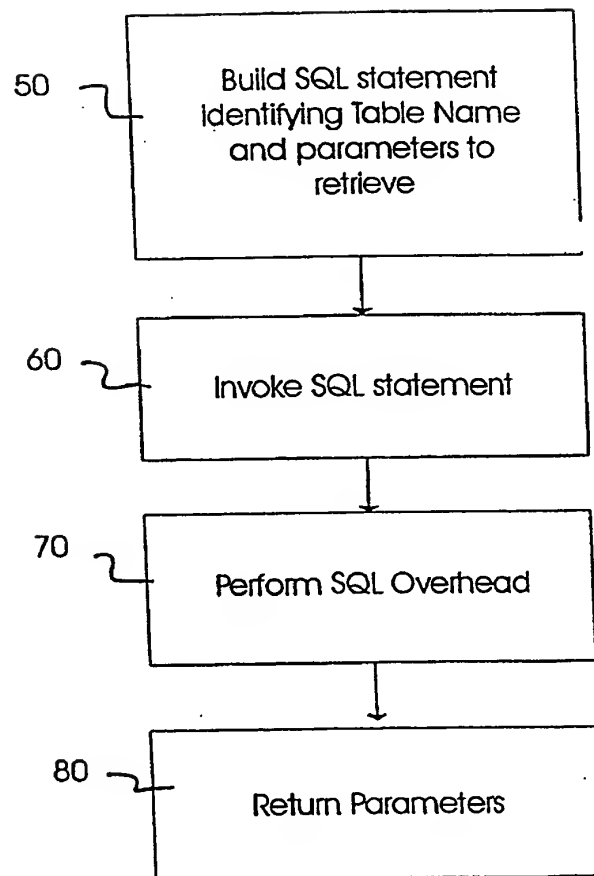 50
Build SQL statement
identifying Table Name
and parameters to
retrieve
60
Invoke SQL statement
70
Perform SQL Overhead
80
Return Parameters